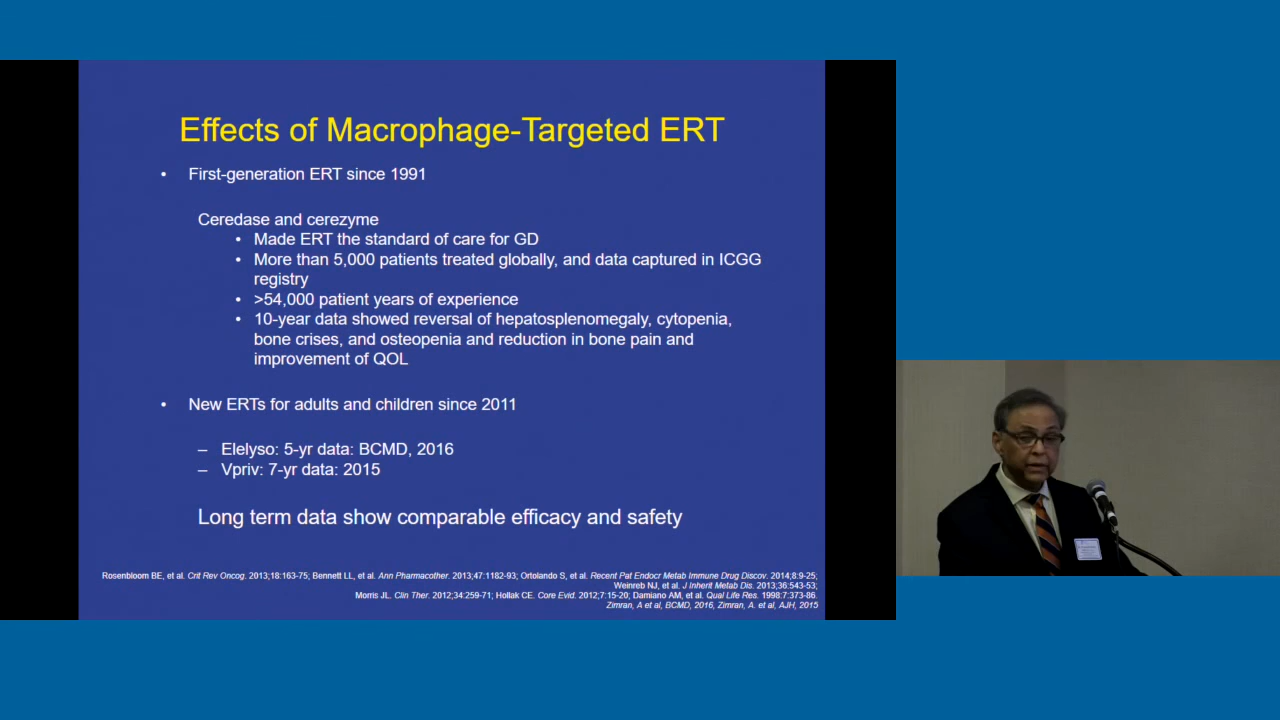 Effects of Macrophage-Targeted ERT
• First-generation ERT since 1991
Ceredase and cerezyme
• Made ERT the standard of care for GD
• More than 5,000 patients treated globally, and data captured in ICGG
registry
• >54,000 patient years of experience
• 10-year data showed reversal of hepatosplenomegaly, cytopenia,
bone crises, and osteopenia and reduction in bone pain and
improvement of QOL
• New ERTs for adults and children since 2011
– Elelyso: 5-yr data: BCMD, 2016
– Vpriv: 7-yr data: 2015
Long term data show comparable efficacy and safety
Rosenbloom BE, et al. Crit Rev Oncog. 2013;18:163-75; Bennett LL, et al. Ann Pharmacother. 2013;47:1182-93; Ortolando S, et al. Recent Pat Endocr Metab Immune Drug Discov. 2014;8:9-25;
Weinreb NJ, et al. J Inherit Metab Dis. 2013;36:543-53;
Morris JL. Clin Ther. 2012;34:259-71; Hollak CE. Core Evid. 2012;7:15-20; Damiano AM, et al. Qual Life Res. 1998:7:373-86.
Zimran, A et al, BCMD, 2016, Zimran, A. et al, AJH, 2015